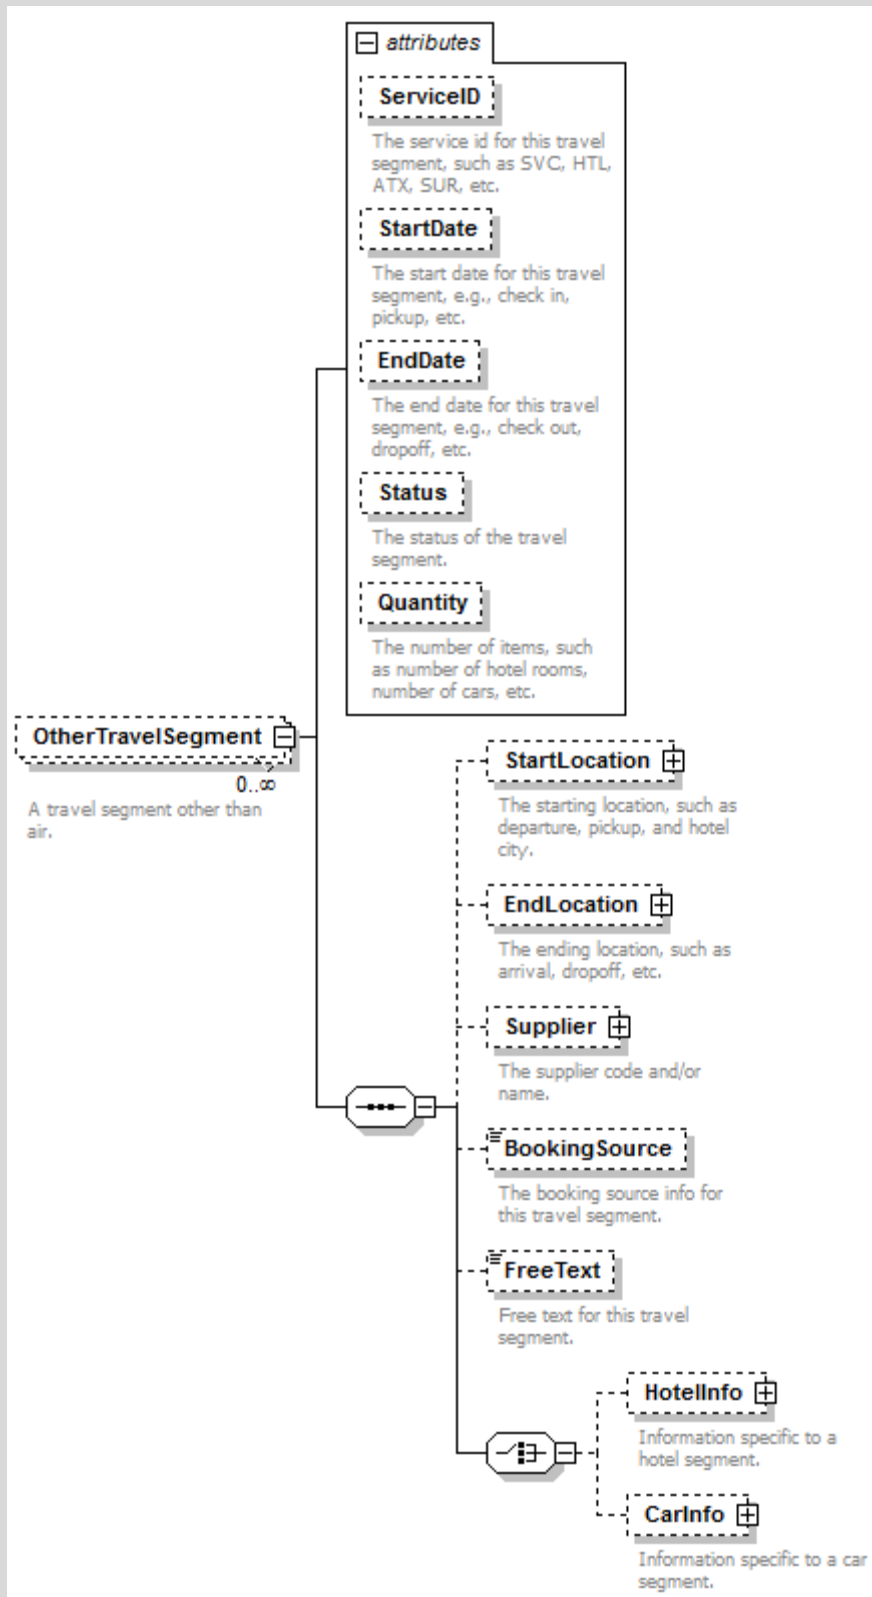 attributes
ServiceID
The service id for this travel
segment, such as SVC, HTL,
ATX, SUR, etc.
StartDate
The start date for this travel
segment, e.g., check in,
pickup, etc.
EndDate
The end date for this travel
segment, e.g., check out,
dropoff, etc.
Status
The status of the travel
segment.
Quantity
The number of items, such
as number of hotel rooms,
number of cars, etc.
OtherTravelSegment
0..∞
A travel segment other than
air.
StartLocation
The starting location, such as
departure, pickup, and hotel
city.
EndLocation
The ending location, such as
arrival, dropoff, etc.
Supplier
The supplier code and/or
name.
BookingSource
The booking source info for
this travel segment.
FreeText
Free text for this travel
segment.
HotelInfo
Information specific to a
hotel segment.
CarInfo
Information specific to a car
segment.